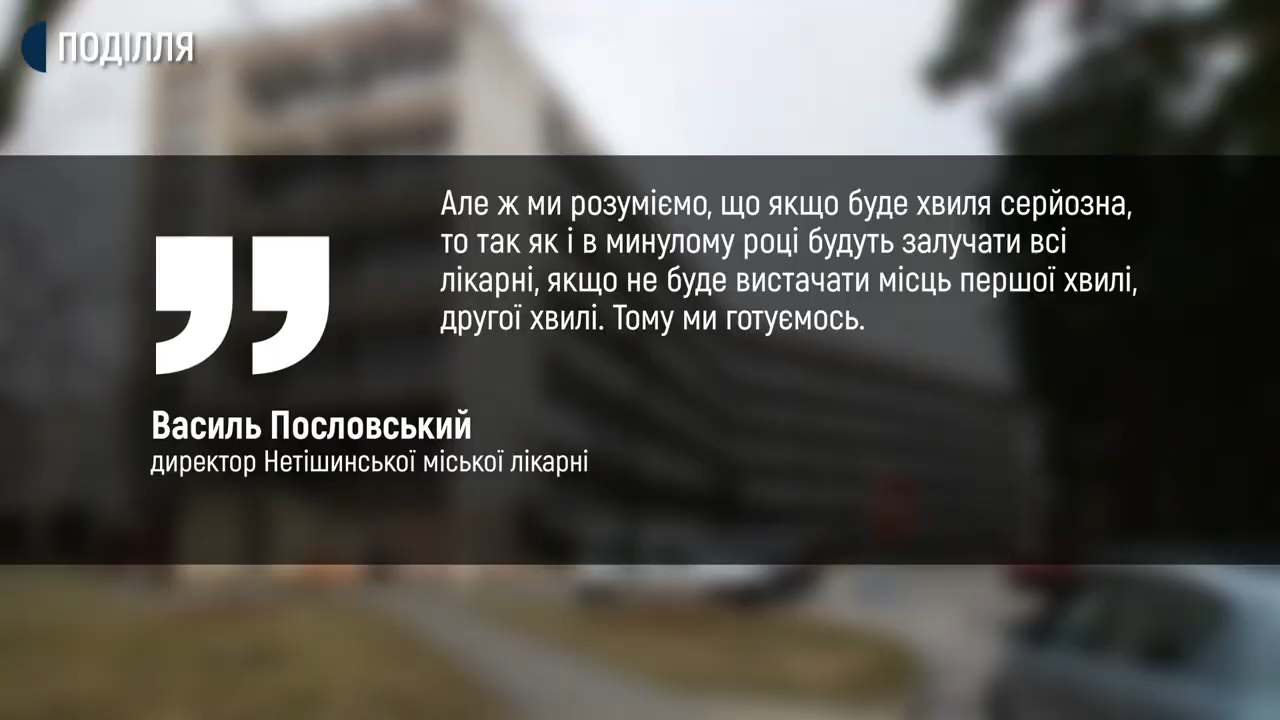 ПОДІЛЛЯ
Але ж ми розуміємо, що якщо буде хвиля серйозна,
то так як і в минулому році будуть залучати всі
лікарні, якщо не буде вистачати місць першої хвилі,
другої хвилі. Тому ми готуємось.
Василь Пословський
директор Нетішинської міської лікарні